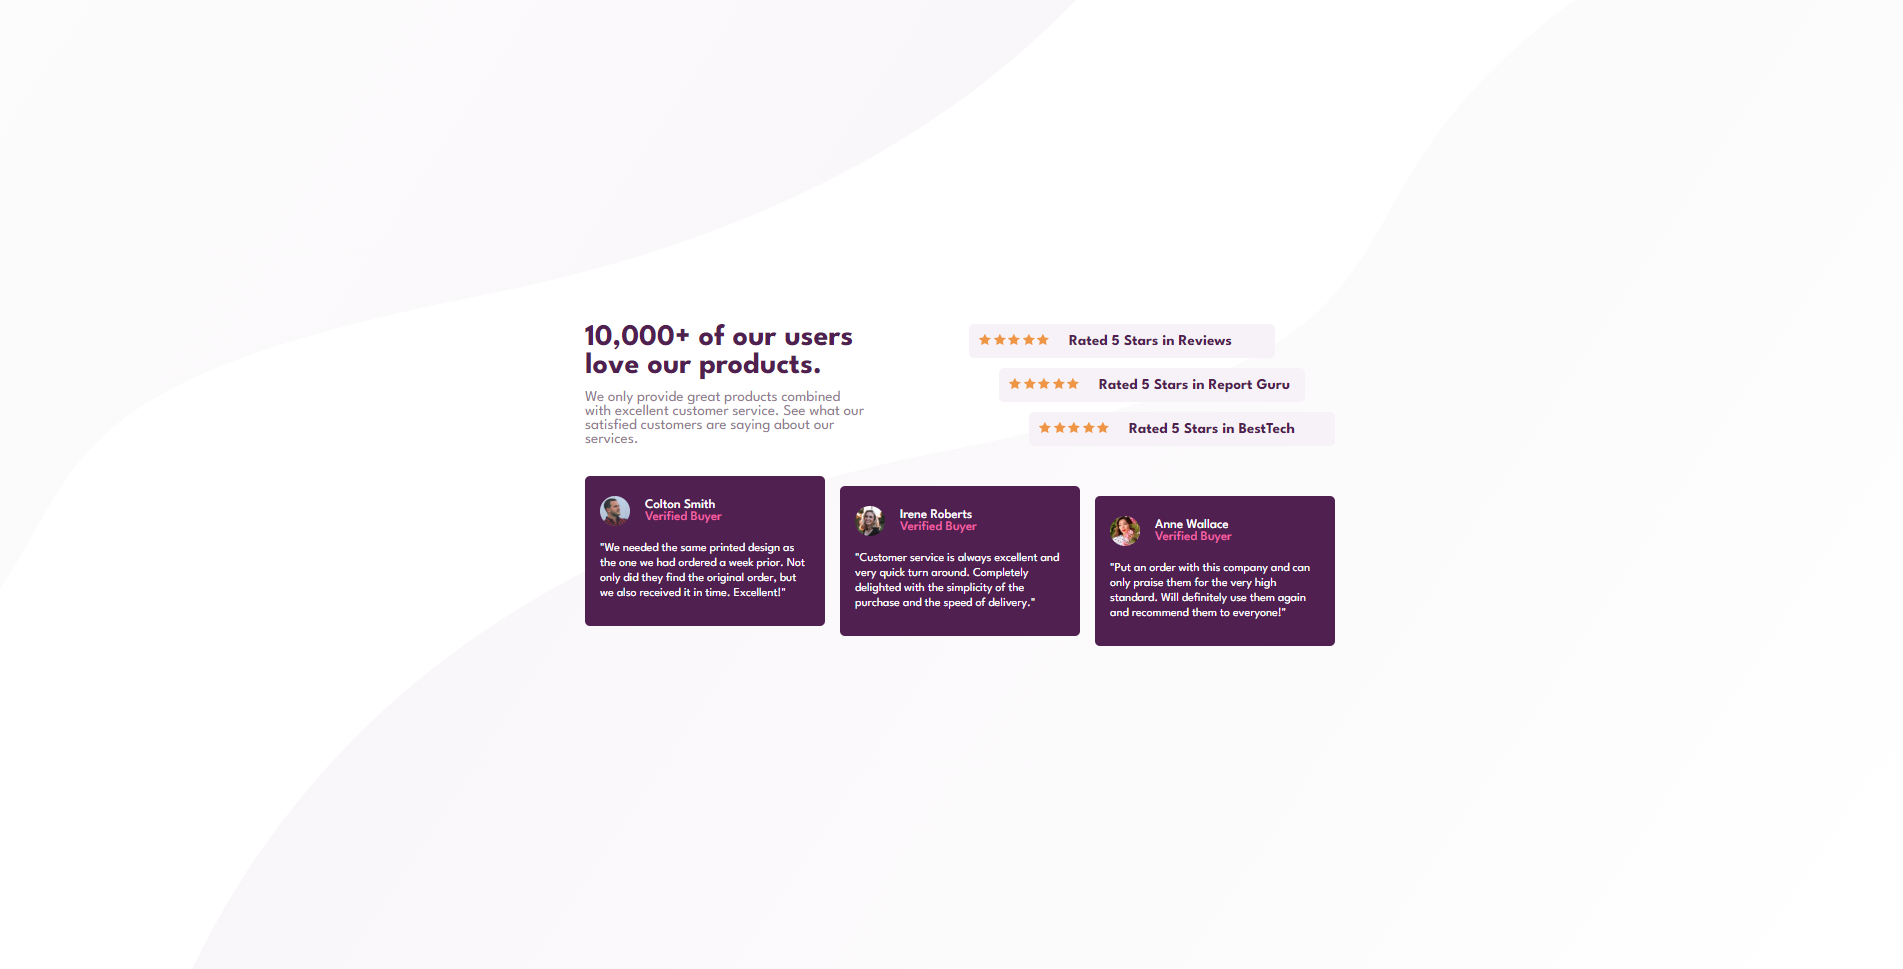 10,000+ of our users
love our products.
We only provide great products combined
with excellent customer service. See what our
satisfied customers are saying about our
services.
Rated 5 Stars in Reviews
Rated 5 Stars in Report Guru
Rated 5 Stars in BestTech
Colton Smith
Verified Buyer
"We needed the same printed design as
the one we had ordered a week prior. Not
only did they find the original order, but
we also received it in time. Excellent!"
Irene Roberts
Verified Buyer
"Customer service is always excellent and
very quick turn around. Completely
delighted with the simplicity of the
purchase and the speed of delivery."
Anne Wallace
Verified Buyer
"Put an order with this company and can
only praise them for the very high
standard. Will definitely use them again
and recommend them to everyone!"